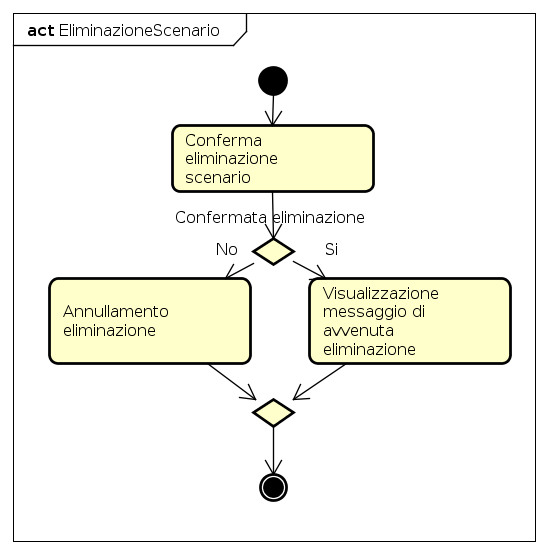 act EliminazioneScenario
Conferma
eliminazione
scenario
Confermata eliminazione
No
Si
Annullamento
eliminazione
Visualizzazione
messaggio di
avvenuta
eliminazione